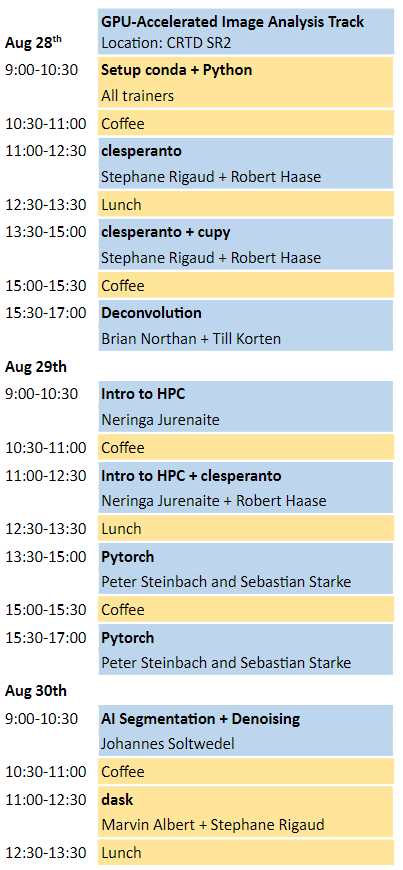 GPU-Accelerated Image Analysis Track
Aug 28th Location: CRTD SR2
9:00-10:30 Setup conda + Python
All trainers
10:30-11:00 Coffee
11:00-12:30 clesperanto
Stephane Rigaud + Robert Haase
12:30-13:30 Lunch
13:30-15:00 clesperanto + cupy
Stephane Rigaud + Robert Haase
15:00-15:30 Coffee
15:30-17:00 Deconvolution
Brian Northan + Till Korten
Aug 29th
9:00-10:30 Intro to HPC
Neringa Jurenaite
10:30-11:00 Coffee
11:00-12:30 Intro to HPC + clesperanto
Neringa Jurenaite + Robert Haase
12:30-13:30 Lunch
13:30-15:00 Pytorch
Peter Steinbach and Sebastian Starke
15:00-15:30 Coffee
15:30-17:00 Pytorch
Peter Steinbach and Sebastian Starke
Aug 30th
9:00-10:30 AI Segmentation + Denoising
Johannes Soltwedel
10:30-11:00 Coffee
11:00-12:30 dask
Marvin Albert + Stephane Rigaud
12:30-13:30 Lunch